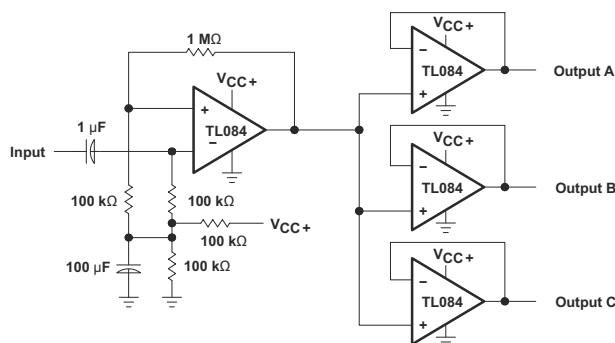 1 MΩ
VCC+
+
TL084
−
1 μF
Input
100 kΩ
100 kΩ
100 kΩ
VCC+
100 μF
100 kΩ
VCC+
−
TL084
+
Output A
VCC+
−
TL084
+
Output B
VCC+
−
TL084
+
Output C